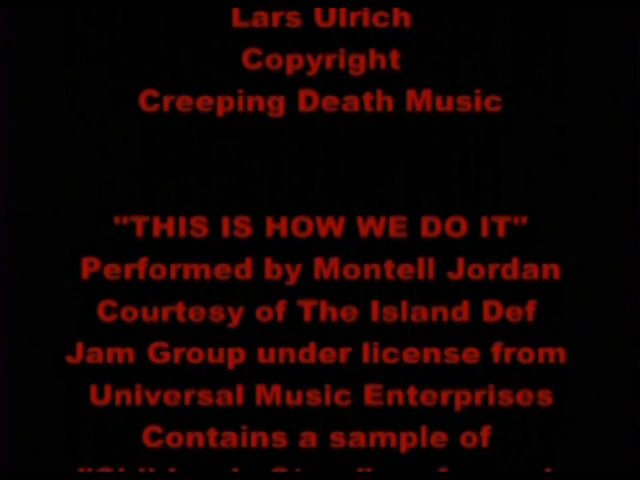 Lars Ulrich
Copyright
Creeping Death Music
"THIS IS HOW WE DO IT"
Performed by Montell Jordan
Courtesy of The Island Def
Jam Group under license from
Universal Music Enterprises
Contains a sample of